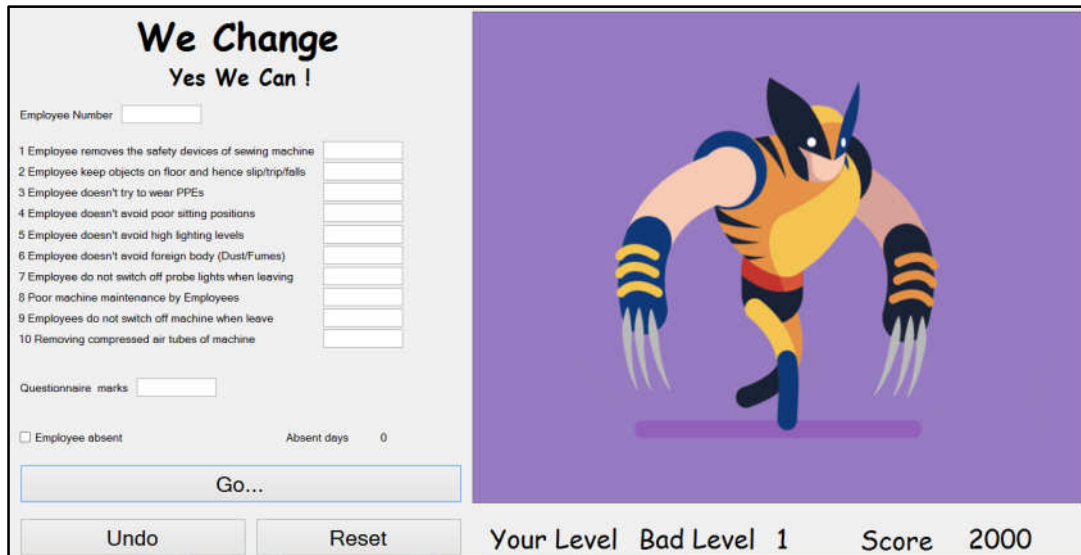 We Change
Yes We Can !
Employee Number
1 Employee removes the safety devices of sewing machine
2 Employee keep objects on floor and hence slip/trip/falls
3 Employee doesn't try to wear PPEs
4 Employee doesn't avoid poor sitting positions
5 Employee doesn't avoid high lighting levels
6 Employee doesn't avoid foreign body (Dust/Fumes)
7 Employee do not switch off probe lights when leaving
8 Poor machine maintenance by Employees
9 Employees do not switch off machine when leave
10 Removing compressed air tubes of machine
Questionnaire marks
Employee absent Absent days 0
Go...
Undo Reset
Your Level Bad Level 1 Score 2000